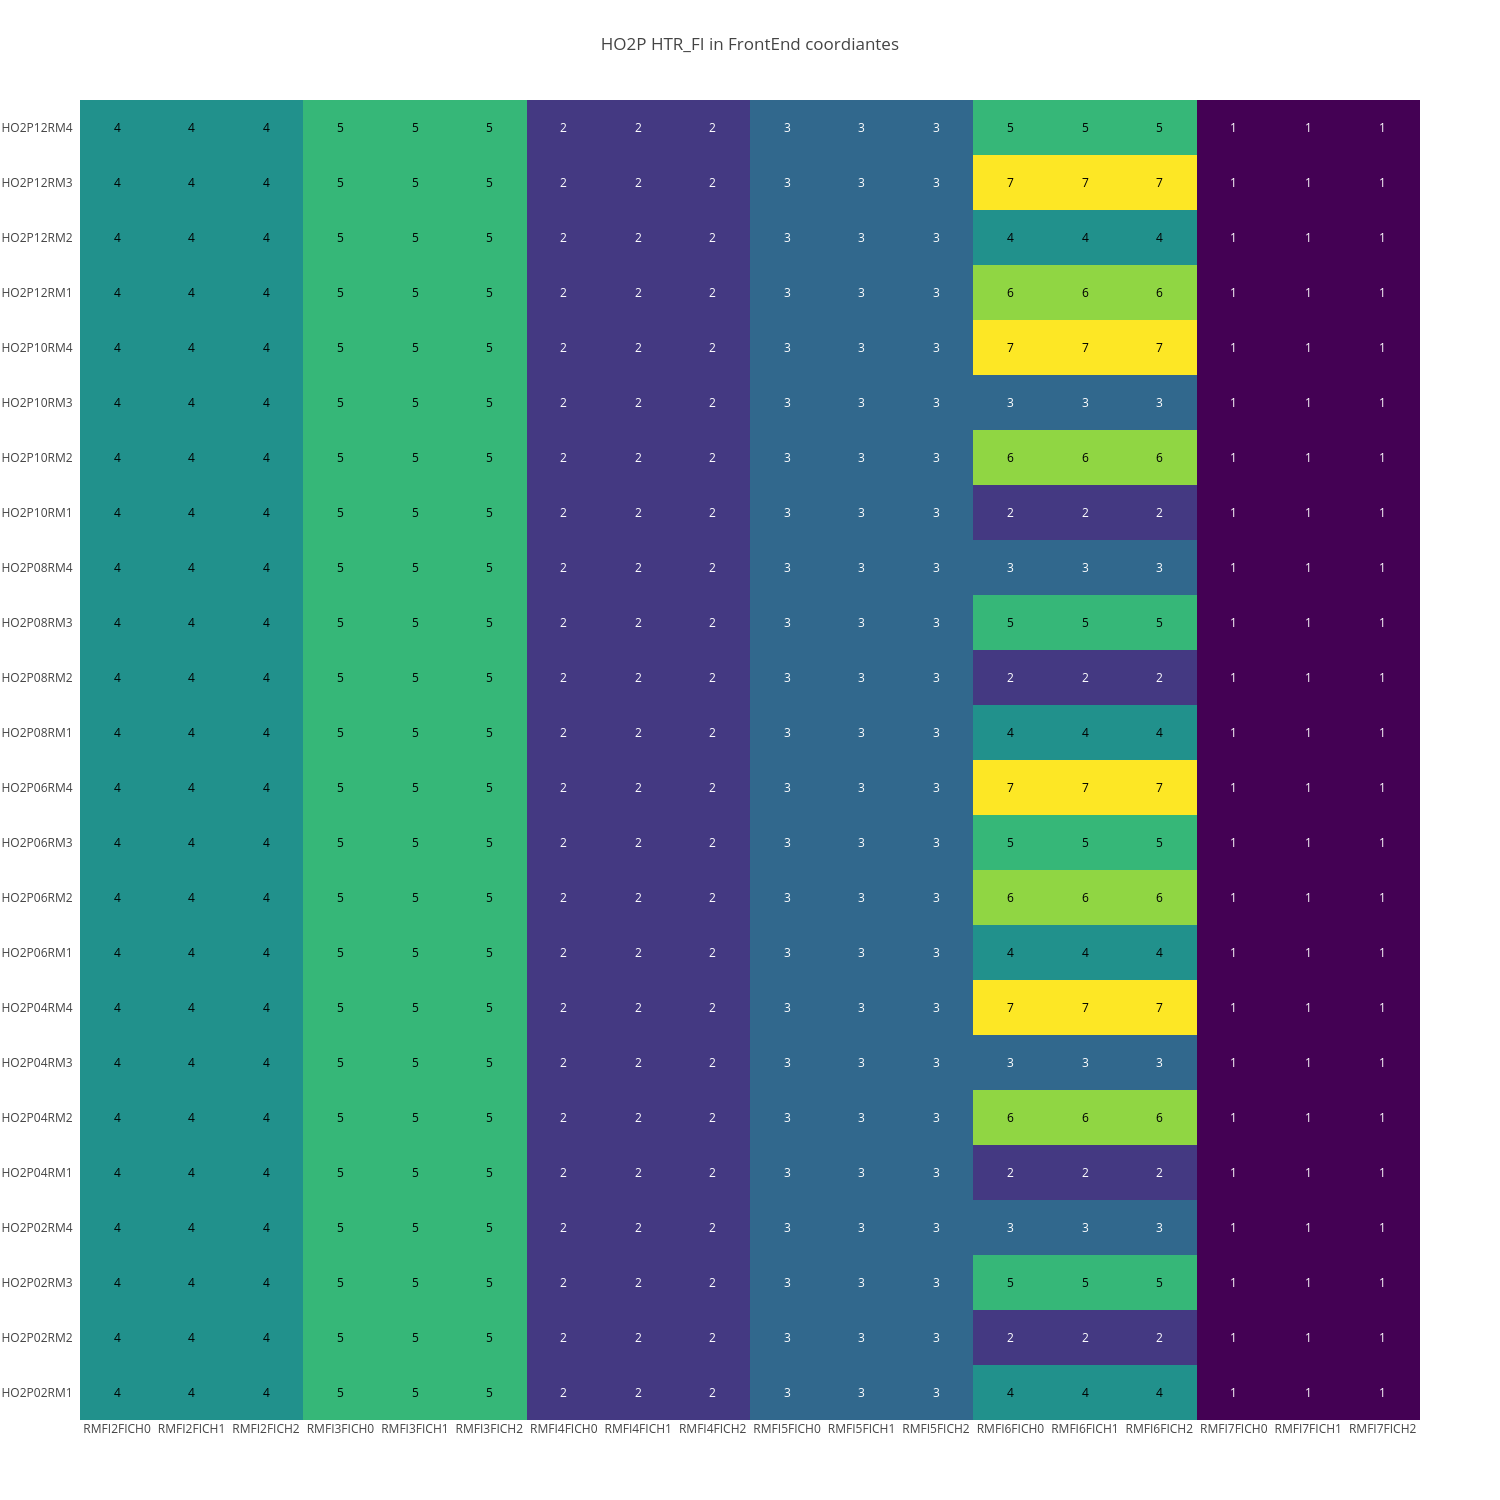 HO2P HTR_FI in FrontEnd coordiantes
HO2P12RM4 4 4 4 5 5 5 2 2 2 3 3 3 5 5 5 1 1 1
HO2P12RM3 4 4 4 5 5 5 2 2 2 3 3 3 7 7 7 1 1 1
HO2P12RM2 4 4 4 5 5 5 2 2 2 3 3 3 4 4 4 1 1 1
HO2P12RM1 4 4 4 5 5 5 2 2 2 3 3 3 6 6 6 1 1 1
HO2P10RM4 4 4 4 5 5 5 2 2 2 3 3 3 7 7 7 1 1 1
HO2P10RM3 4 4 4 5 5 5 2 2 2 3 3 3 3 3 3 1 1 1
HO2P10RM2 4 4 4 5 5 5 2 2 2 3 3 3 6 6 6 1 1 1
HO2P10RM1 4 4 4 5 5 5 2 2 2 3 3 3 2 2 2 1 1 1
HO2P08RM4 4 4 4 5 5 5 2 2 2 3 3 3 3 3 3 1 1 1
HO2P08RM3 4 4 4 5 5 5 2 2 2 3 3 3 5 5 5 1 1 1
HO2P08RM2 4 4 4 5 5 5 2 2 2 3 3 3 2 2 2 1 1 1
HO2P08RM1 4 4 4 5 5 5 2 2 2 3 3 3 4 4 4 1 1 1
HO2P06RM4 4 4 4 5 5 5 2 2 2 3 3 3 7 7 7 1 1 1
HO2P06RM3 4 4 4 5 5 5 2 2 2 3 3 3 5 5 5 1 1 1
HO2P06RM2 4 4 4 5 5 5 2 2 2 3 3 3 6 6 6 1 1 1
HO2P06RM1 4 4 4 5 5 5 2 2 2 3 3 3 4 4 4 1 1 1
HO2P04RM4 4 4 4 5 5 5 2 2 2 3 3 3 7 7 7 1 1 1
HO2P04RM3 4 4 4 5 5 5 2 2 2 3 3 3 3 3 3 1 1 1
HO2P04RM2 4 4 4 5 5 5 2 2 2 3 3 3 6 6 6 1 1 1
HO2P04RM1 4 4 4 5 5 5 2 2 2 3 3 3 2 2 2 1 1 1
HO2P02RM4 4 4 4 5 5 5 2 2 2 3 3 3 3 3 3 1 1 1
HO2P02RM3 4 4 4 5 5 5 2 2 2 3 3 3 5 5 5 1 1 1
HO2P02RM2 4 4 4 5 5 5 2 2 2 3 3 3 2 2 2 1 1 1
HO2P02RM1 4 4 4 5 5 5 2 2 2 3 3 3 4 4 4 1 1 1
RMFI2FICH0 RMFI2FICH1 RMFI2FICH2 RMFI3FICH0 RMFI3FICH1 RMFI3FICH2 RMFI4FICH0 RMFI4FICH1 RMFI4FICH2 RMFI5FICH0 RMFI5FICH1 RMFI5FICH2 RMFI6FICH0 RMFI6FICH1 RMFI6FICH2 RMFI7FICH0 RMFI7FICH1 RMFI7FICH2